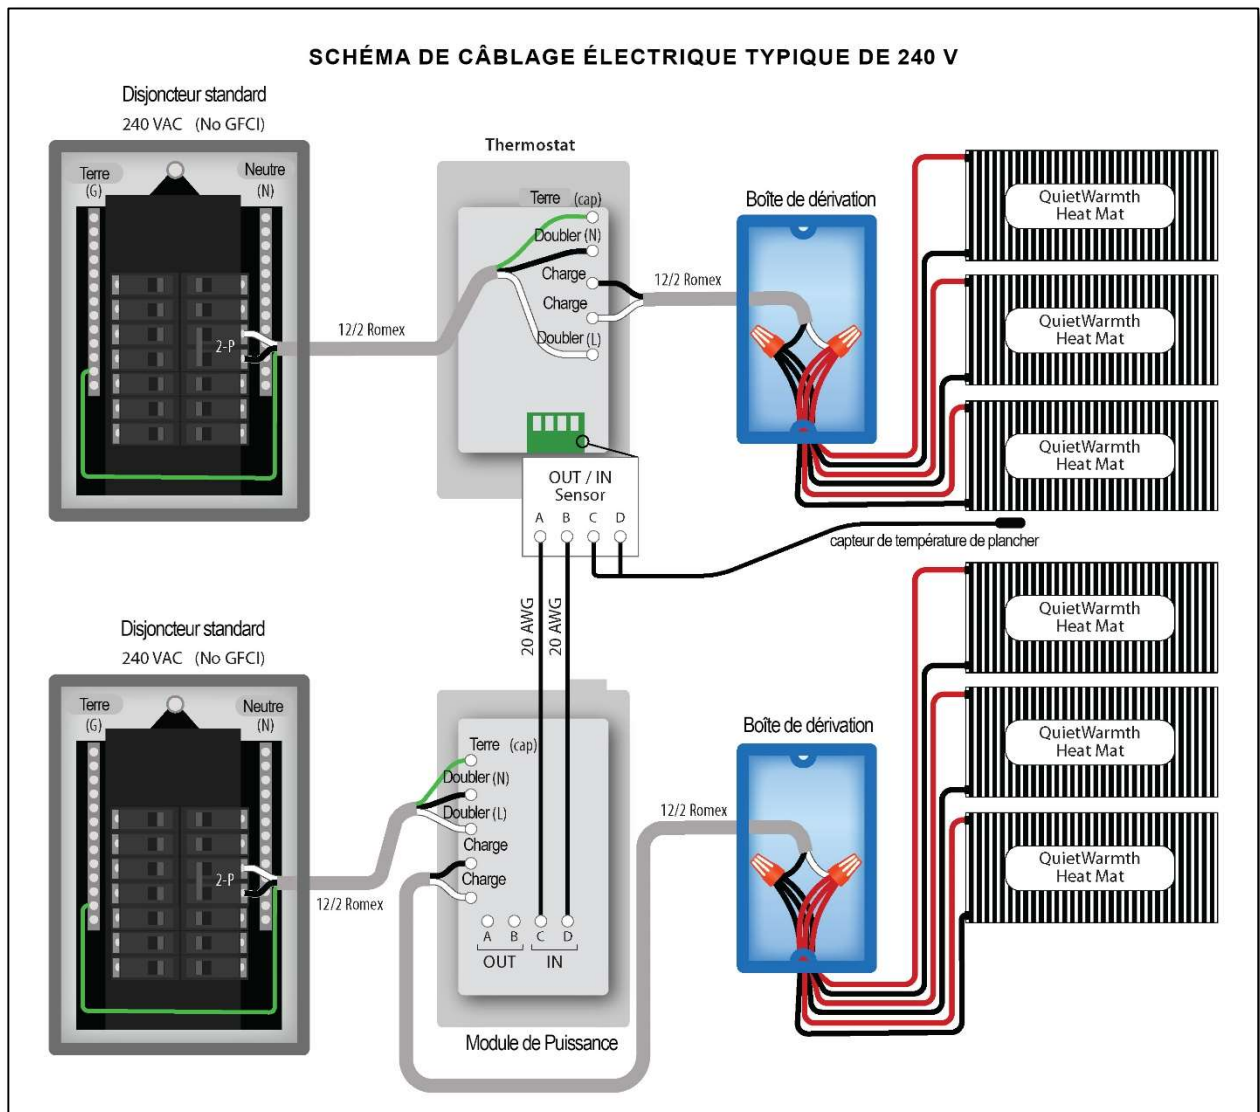 SCHÉMA DE CÂBLAGE ÉLECTRIQUE TYPIQUE DE 240 V
Disjoncteur standard
240 VAC (No GFCI)
Terre
(G)
Neutre
(N)
2-P
12/2 Romex
Thermostat
Terre (cap)
Doubler (N)
Charge
Charge
Doubler (L)
12/2 Romex
Boîte de dérivation
QuietWarmth
Heat Mat
QuietWarmth
Heat Mat
QuietWarmth
Heat Mat
OUT / IN
Sensor
A B C D
capteur de température de plancher
20 AWG
20 AWG
Disjoncteur standard
240 VAC (No GFCI)
Terre
(G)
Neutre
(N)
2-P
12/2 Romex
Terre (cap)
Doubler (N)
Doubler (L)
Charge
Charge
A B C D
OUT IN
Module de Puissance
12/2 Romex
Boîte de dérivation
QuietWarmth
Heat Mat
QuietWarmth
Heat Mat
QuietWarmth
Heat Mat